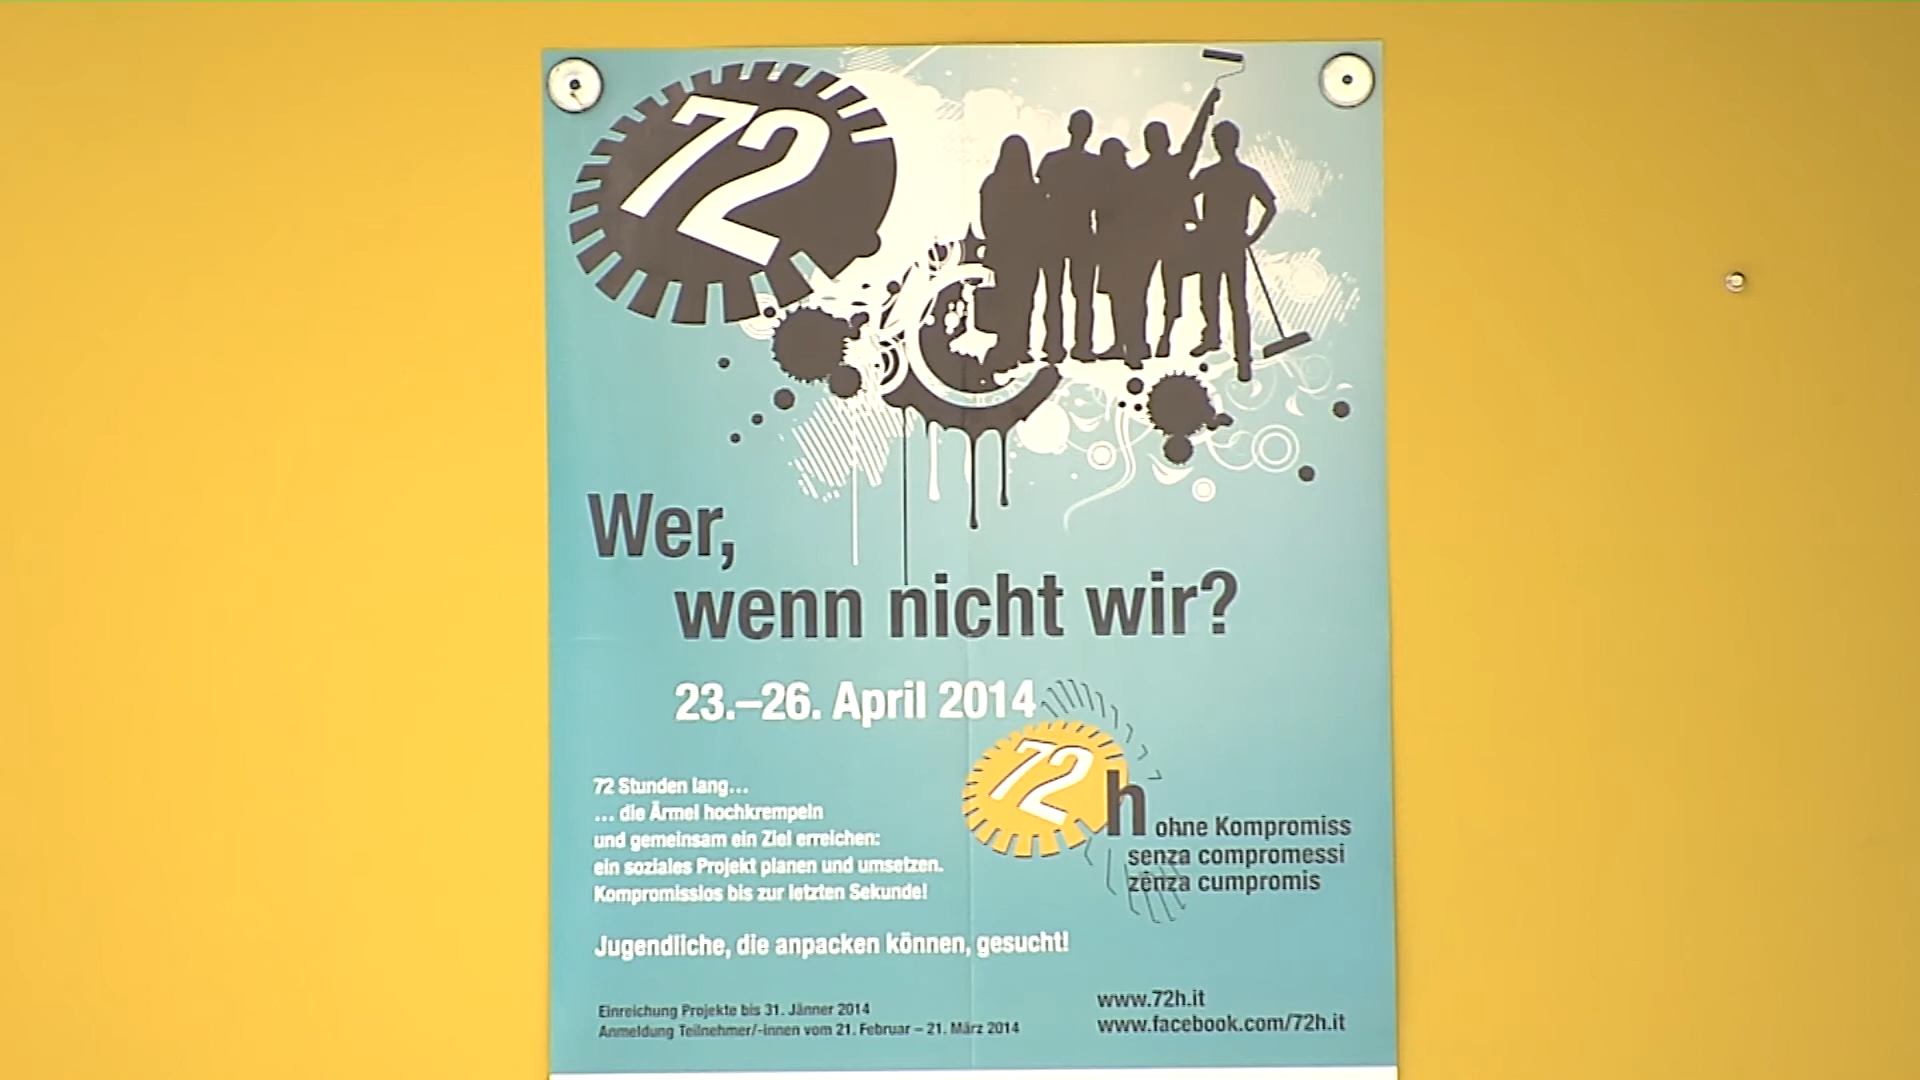 72
Wer,
wenn nicht wir?
23.–26. April 2014
72 h
ohne Kompromiss
senza compromessi
zënza cumpromis
72 Stunden lang…
… die Ärmel hochkrempeln
und gemeinsam ein Ziel erreichen:
ein soziales Projekt planen und umsetzen.
Kompromisslos bis zur letzten Sekunde!
Jugendliche, die anpacken können, gesucht!
Einreichung Projekte bis 31. Jänner 2014
Anmeldung Teilnehmer/-innen vom 21. Februar – 21. März 2014
www.72h.it
www.facebook.com/72h.it